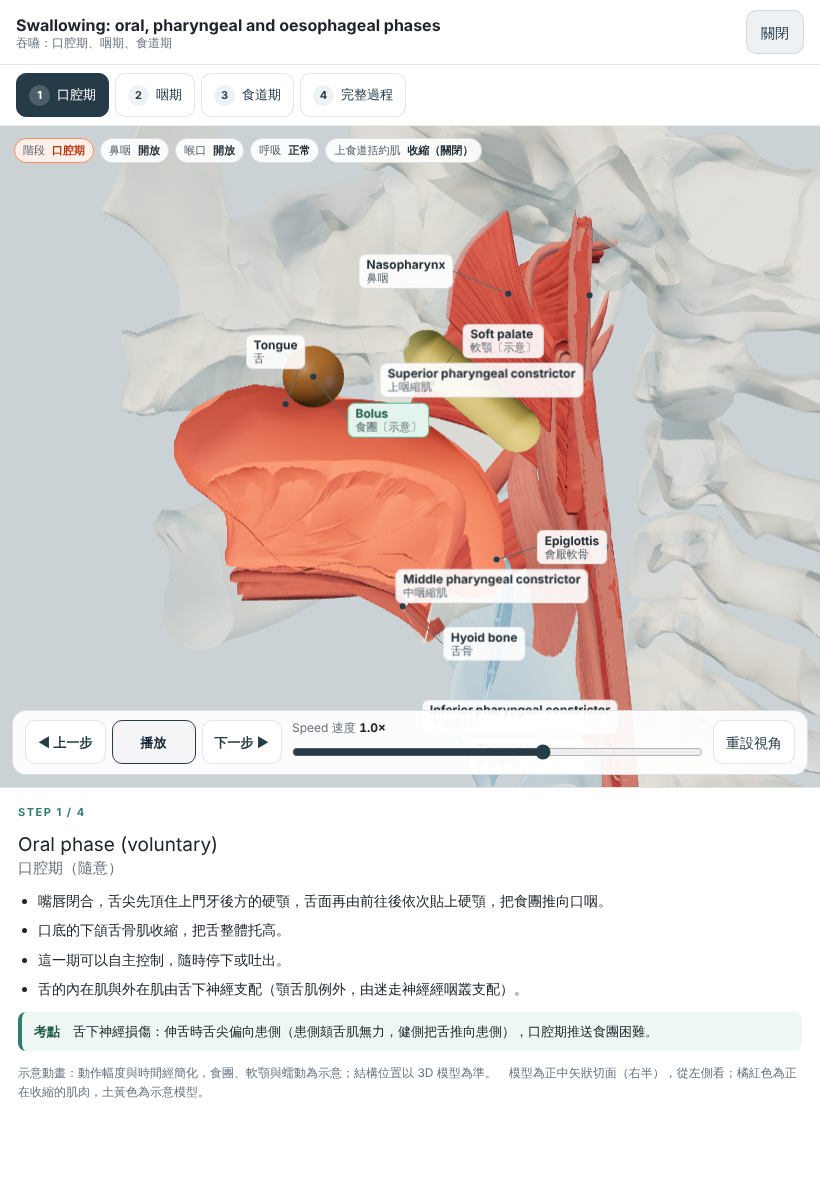 Swallowing: oral, pharyngeal and oesophageal phases
吞嚥：口腔期、咽期、食道期
關閉
1 口腔期
2 咽期
3 食道期
4 完整過程
階段 口腔期
鼻咽 開放
喉口 開放
呼吸 正常
上食道括約肌 收縮（關閉）
Nasopharynx
鼻咽
Soft palate
軟顎〔示意〕
Tongue
舌
Superior pharyngeal constrictor
上咽縮肌
Bolus
食團〔示意〕
Epiglottis
會厭軟骨
Middle pharyngeal constrictor
中咽縮肌
Hyoid bone
舌骨
Inferior pharyngeal constrictor
◀ 上一步
播放
下一步 ▶
Speed 速度 1.0×
重設視角
STEP 1 / 4
Oral phase (voluntary)
口腔期（隨意）
• 嘴唇閉合，舌尖先頂住上門牙後方的硬顎，舌面再由前往後依次貼上硬顎，把食團推向口咽。
• 口底的下頜舌骨肌收縮，把舌整體托高。
• 這一期可以自主控制，隨時停下或吐出。
• 舌的內在肌與外在肌由舌下神經支配（顎舌肌例外，由迷走神經經咽叢支配）。
考點 舌下神經損傷：伸舌時舌尖偏向患側（患側頦舌肌無力，健側把舌推向患側），口腔期推送食團困難。
示意動畫：動作幅度與時間經簡化，食團、軟顎與蠕動為示意；結構位置以 3D 模型為準。 模型為正中矢狀切面（右半），從左側看；橘紅色為正
在收縮的肌肉，土黃色為示意模型。